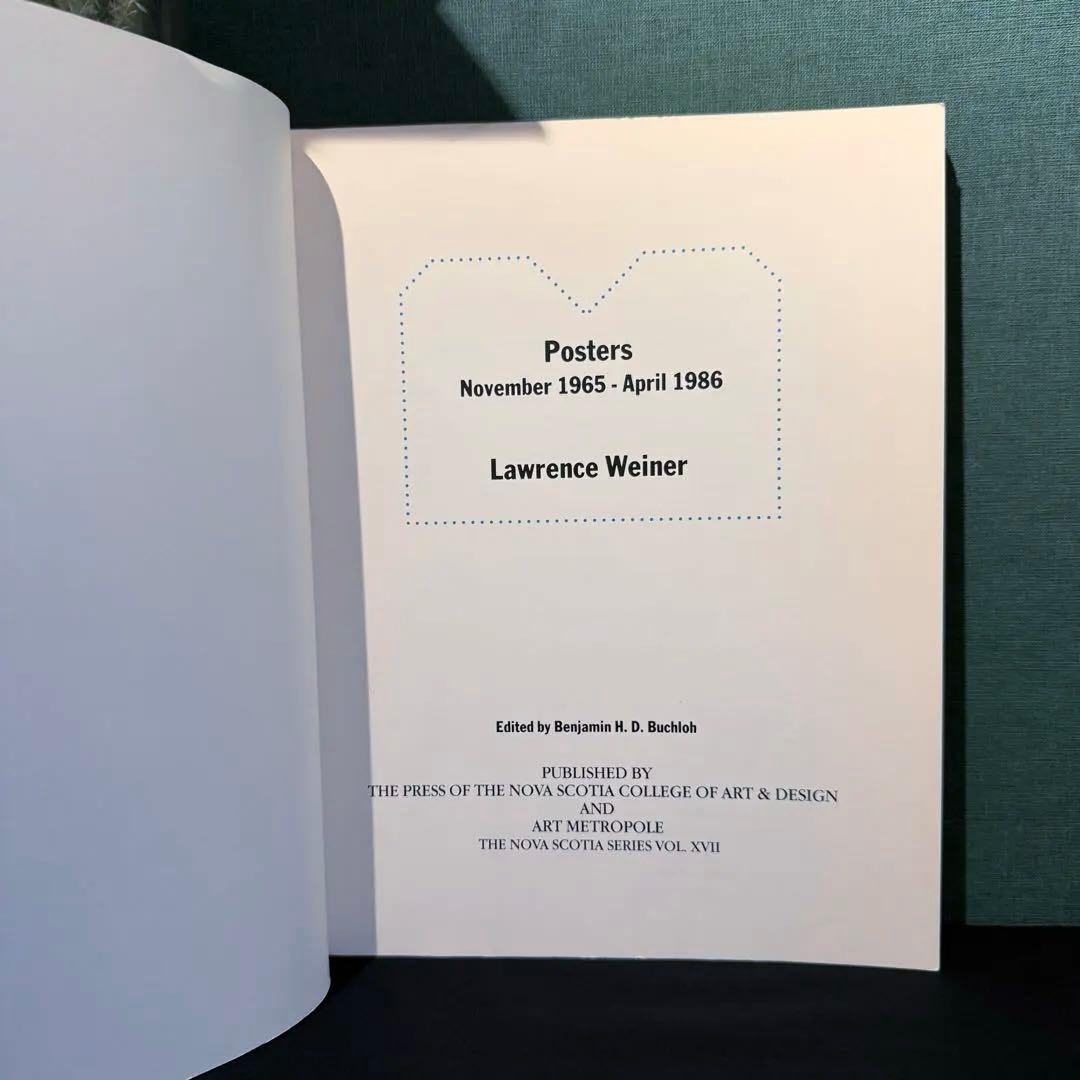 Posters
November 1965 - April 1986
Lawrence Weiner
Edited by Benjamin H. D. Buchloh
PUBLISHED BY
THE PRESS OF THE NOVA SCOTIA COLLEGE OF ART & DESIGN
AND
ART METROPOLE
THE NOVA SCOTIA SERIES VOL. XVII